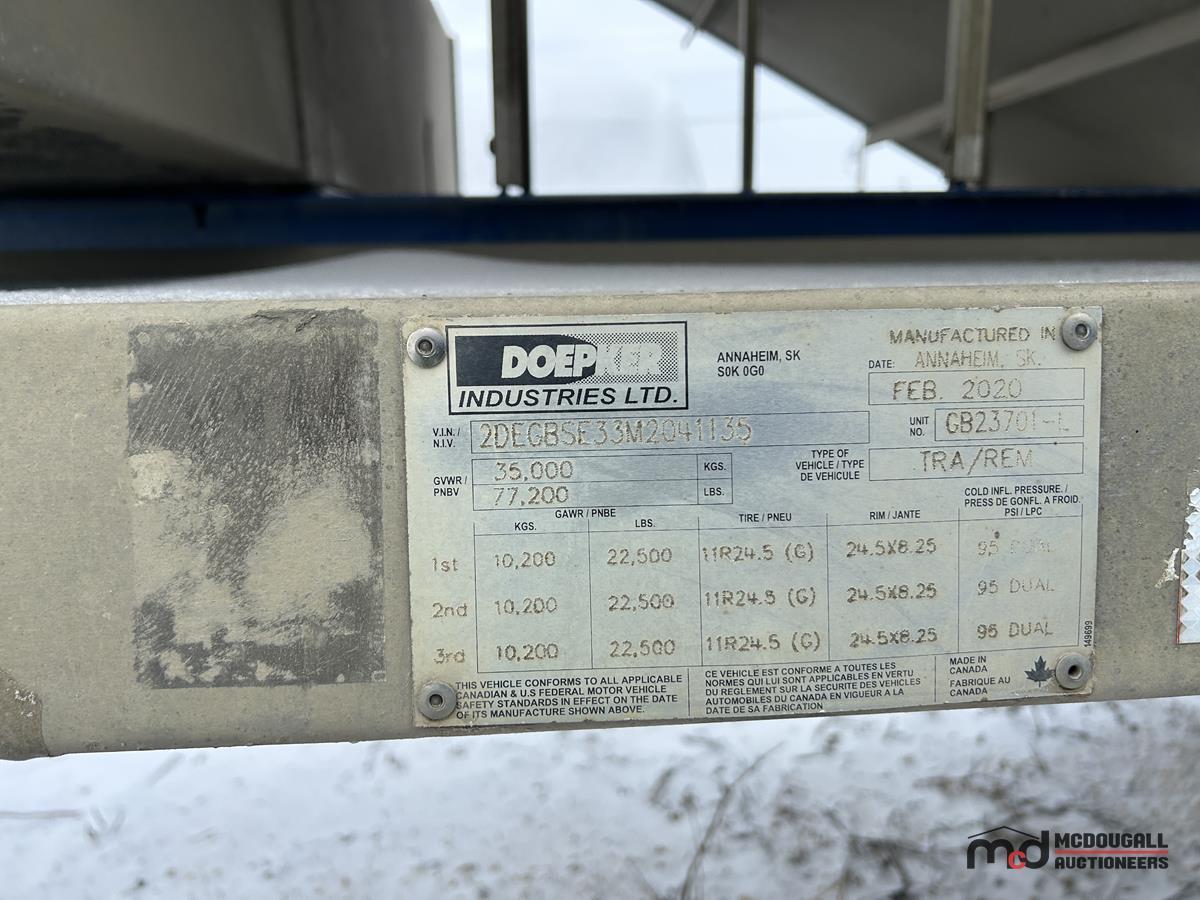 DOEPKER
INDUSTRIES LTD.
ANNAHEIM, SK
S0K 0G0
MANUFACTURED IN
DATE: ANNAHEIM, SK.
FEB. 2020
V.I.N./
N.I.V.
2DEGBSE33M2041135
UNIT
NO.
GB23701-L
GVWR/
PNBV
35,000 KGS.
77,200 LBS.
TYPE OF
VEHICLE / TYPE
DE VEHICULE
TRA/REM
GAWR / PNBE
KGS. LBS. TIRE / PNEU RIM / JANTE
COLD INFL. PRESSURE. /
PRESS DE GONFL. A FROID.
PSI / LPC
1st 10,200 22,500 11R24.5 (G) 24.5X8.25 95 DUAL
2nd 10,200 22,500 11R24.5 (G) 24.5X8.25 95 DUAL
3rd 10,200 22,500 11R24.5 (G) 24.5X8.25 95 DUAL
149699
THIS VEHICLE CONFORMS TO ALL APPLICABLE
CANADIAN & U.S FEDERAL MOTOR VEHICLE
SAFETY STANDARDS IN EFFECT ON THE DATE
OF ITS MANUFACTURE SHOWN ABOVE.
CE VEHICULE EST CONFORME A TOUTES LES
NORMES QUI LUI SONT APPLICABLES EN VERTU
DU REGLEMENT SUR LA SECURITE DES VEHICLES
AUTOMOBILES DU CANADA EN VIGUEUR A LA
DATE DE SA FABRICATION
MADE IN
CANADA
FABRIQUE AU
CANADA
mcd MCDOUGALL
AUCTIONEERS